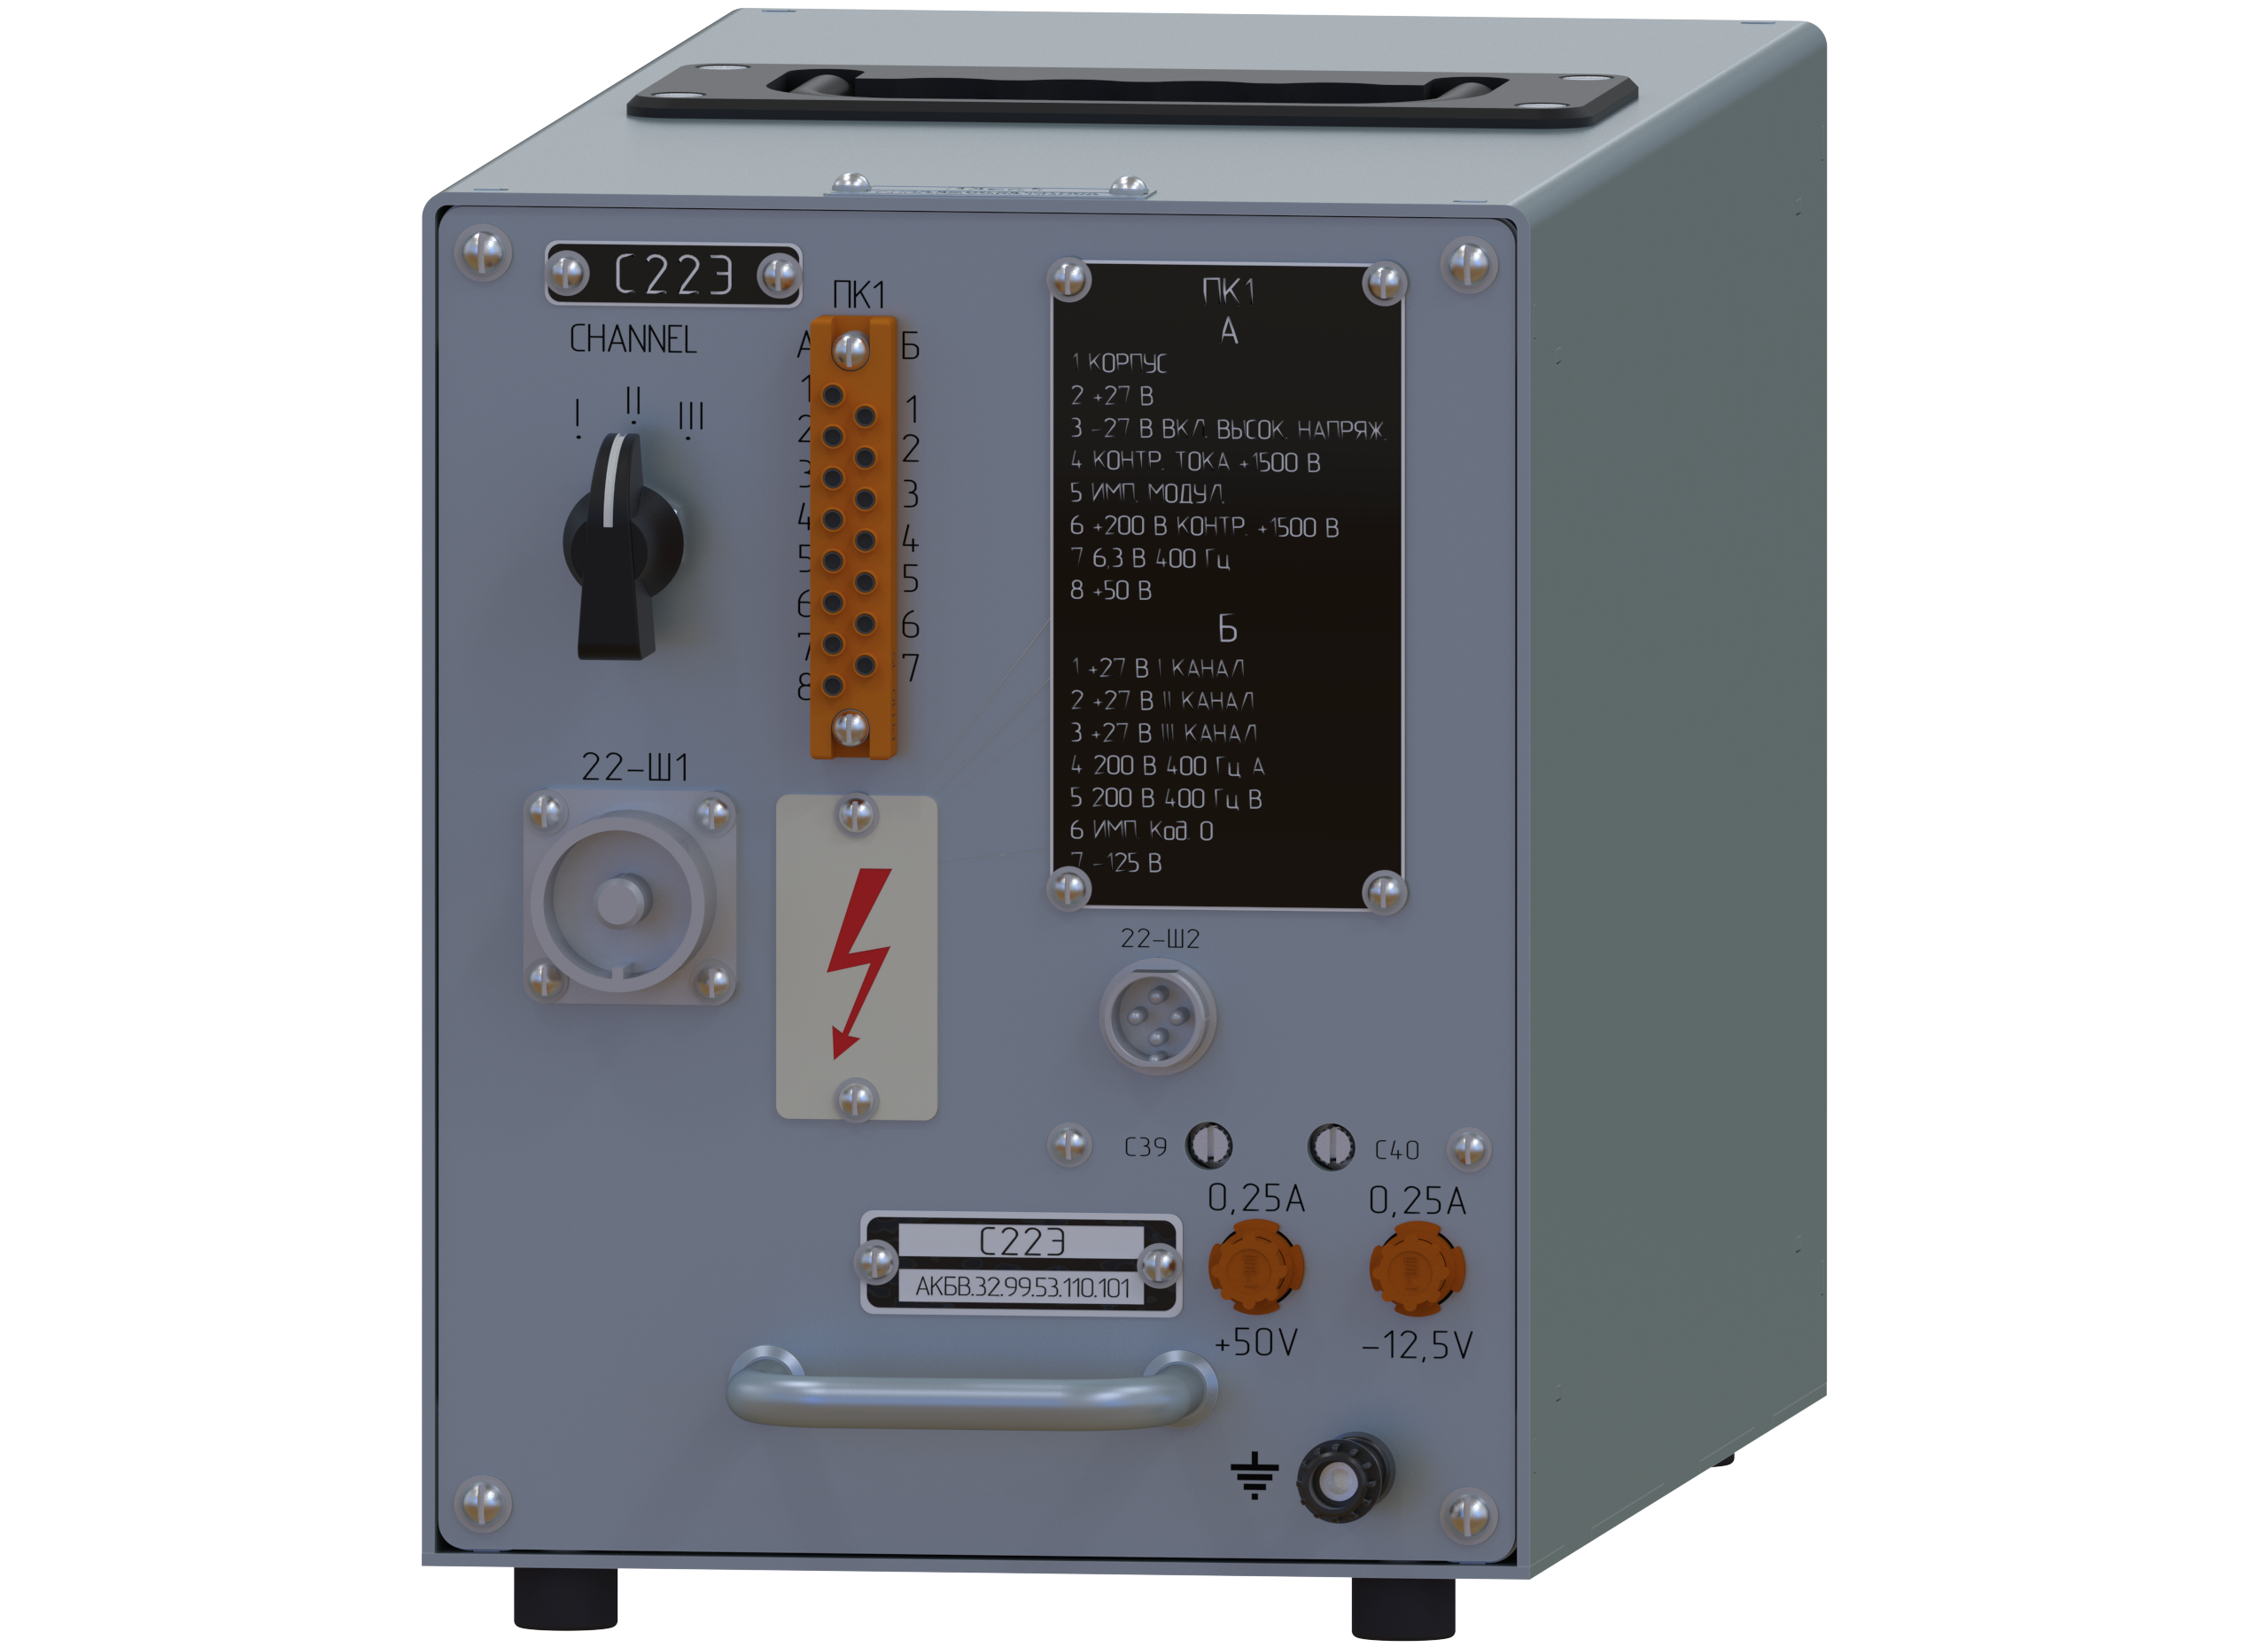 С22Э
CHANNEL
I
II
III
ПК1
А
Б
1
2
3
4
5
6
7
8
1
2
3
4
5
6
7
ПК1
А
1 КОРПУС
2 +27 В
3 -27 В ВКЛ. ВЫСОК. НАПРЯЖ.
4 КОНТР. ТОКА +1500 В
5 ИМП. МОДУЛ.
6 +200 В КОНТР. +1500 В
7 6,3 В 400 Гц
8 +50 В
Б
1 +27 В I КАНАЛ
2 +27 В II КАНАЛ
3 +27 В III КАНАЛ
4 200 В 400 Гц А
5 200 В 400 Гц В
6 ИМП. Код. 0
7 -125 В
22-Ш1
22-Ш2
С39
С40
0,25А
0,25А
+50V
-12,5V
С22Э
АКБВ.32.99.53.110.101